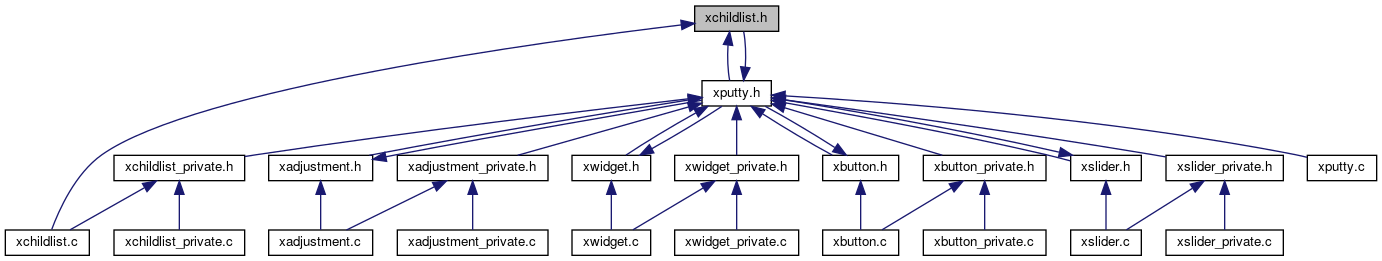 xchildlist.h
xputty.h
xchildlist_private.h
xadjustment.h
xadjustment_private.h
xwidget.h
xwidget_private.h
xbutton.h
xbutton_private.h
xslider.h
xslider_private.h
xputty.c
xchildlist.c
xchildlist_private.c
xadjustment.c
xadjustment_private.c
xwidget.c
xwidget_private.c
xbutton.c
xbutton_private.c
xslider.c
xslider_private.c